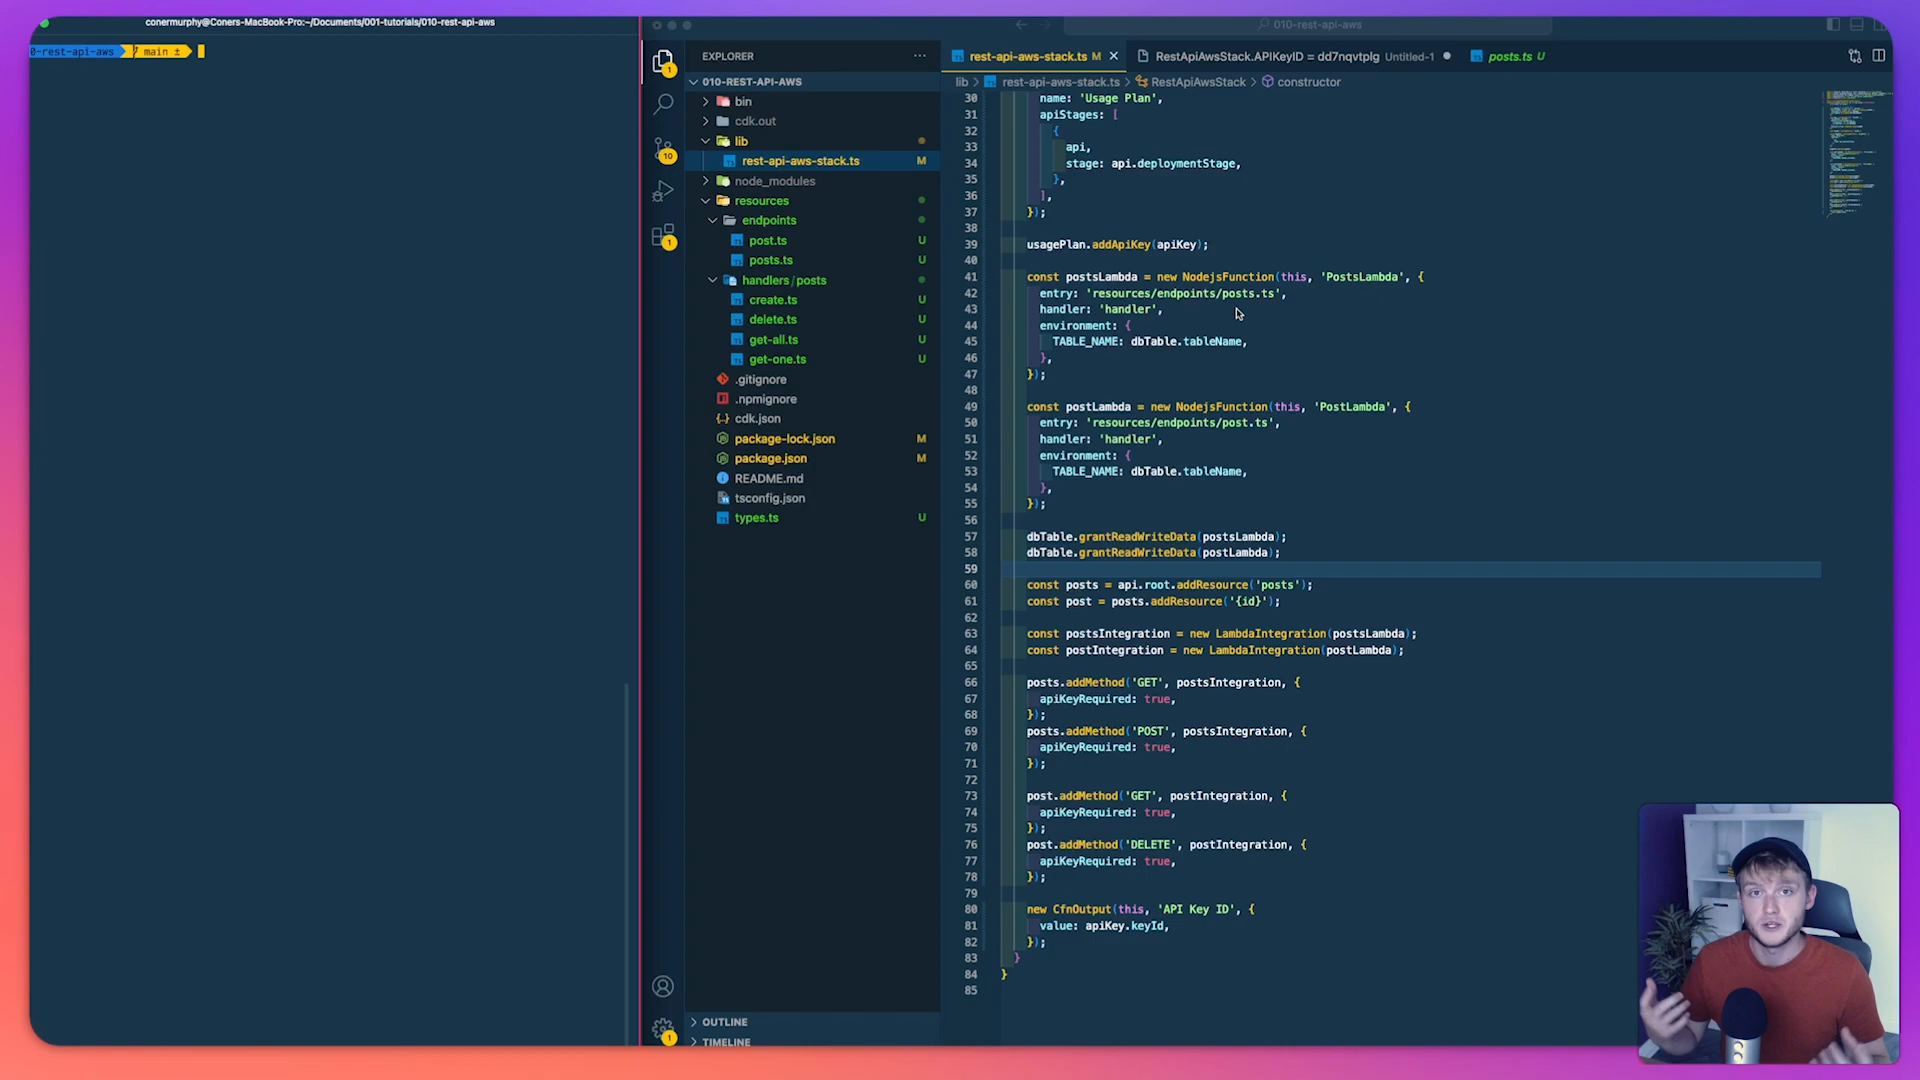 conermurphy@Coners-MacBook-Pro:~/Documents/001-tutorials/010-rest-api-aws
0-rest-api-aws main ±
010-rest-api-aws
EXPLORER
010-REST-API-AWS
bin
cdk.out
lib
rest-api-aws-stack.ts M
node_modules
resources
endpoints
post.ts U
posts.ts U
handlers/posts
create.ts U
delete.ts U
get-all.ts U
get-one.ts U
.gitignore
.npmignore
cdk.json
package-lock.json M
package.json M
README.md
tsconfig.json
types.ts U
OUTLINE
TIMELINE
1
10
1
1
rest-api-aws-stack.ts M
RestApiAwsStack.APIKeyID = dd7nqvtplg Untitled-1
posts.ts U
lib > rest-api-aws-stack.ts > RestApiAwsStack > constructor
30 name: 'Usage Plan',
31 apiStages: [
32 {
33 api,
34 stage: api.deploymentStage,
35 },
36 ],
37 });
38
39 usagePlan.addApiKey(apiKey);
40
41 const postsLambda = new NodejsFunction(this, 'PostsLambda', {
42 entry: 'resources/endpoints/posts.ts',
43 handler: 'handler',
44 environment: {
45 TABLE_NAME: dbTable.tableName,
46 },
47 });
48
49 const postLambda = new NodejsFunction(this, 'PostLambda', {
50 entry: 'resources/endpoints/post.ts',
51 handler: 'handler',
52 environment: {
53 TABLE_NAME: dbTable.tableName,
54 },
55 });
56
57 dbTable.grantReadWriteData(postsLambda);
58 dbTable.grantReadWriteData(postLambda);
59
60 const posts = api.root.addResource('posts');
61 const post = posts.addResource('{id}');
62
63 const postsIntegration = new LambdaIntegration(postsLambda);
64 const postIntegration = new LambdaIntegration(postLambda);
65
66 posts.addMethod('GET', postsIntegration, {
67 apiKeyRequired: true,
68 });
69 posts.addMethod('POST', postsIntegration, {
70 apiKeyRequired: true,
71 });
72
73 post.addMethod('GET', postIntegration, {
74 apiKeyRequired: true,
75 });
76 post.addMethod('DELETE', postIntegration, {
77 apiKeyRequired: true,
78 });
79
80 new CfnOutput(this, 'API Key ID', {
81 value: apiKey.keyId,
82 });
83 }
84 }
85